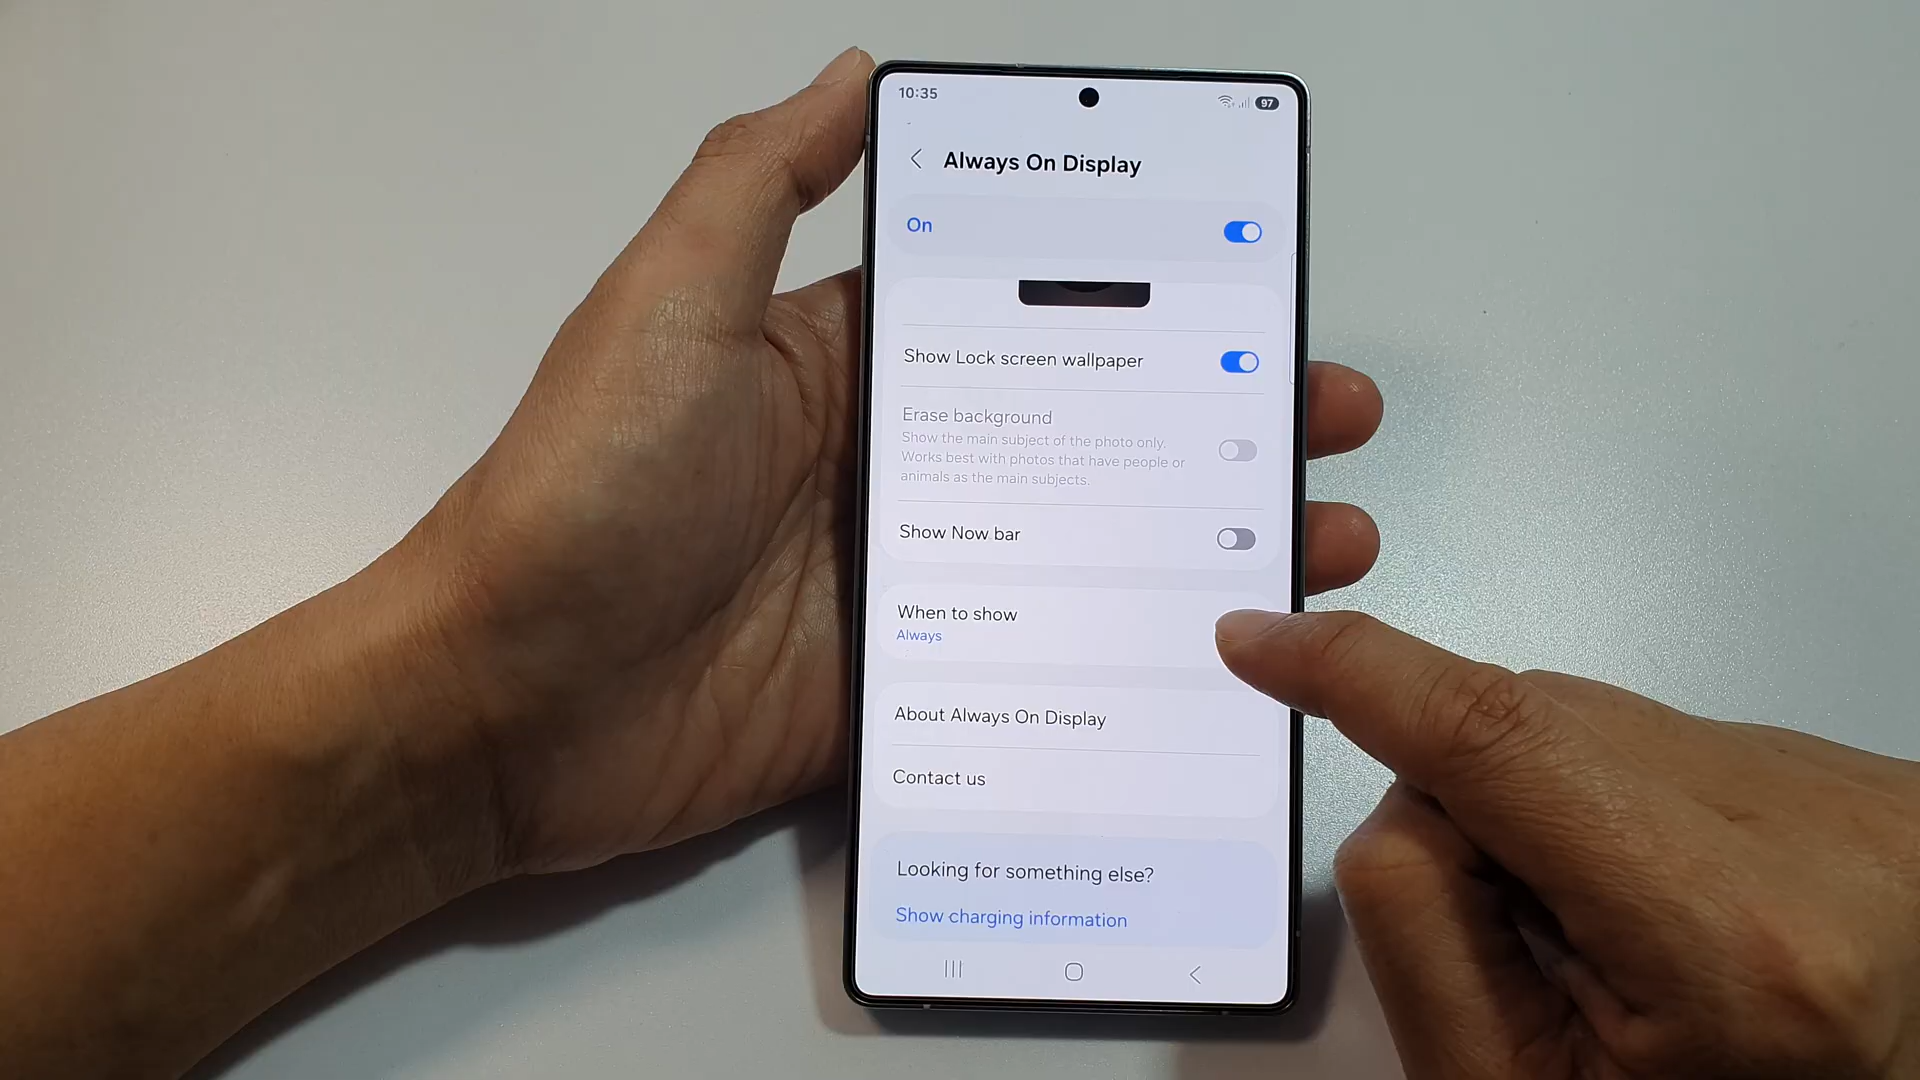 10:35
97
Always On Display
On
Show Lock screen wallpaper
Erase background
Show the main subject of the photo only.
Works best with photos that have people or
animals as the main subjects.
Show Now bar
When to show
Always
About Always On Display
Contact us
Looking for something else?
Show charging information